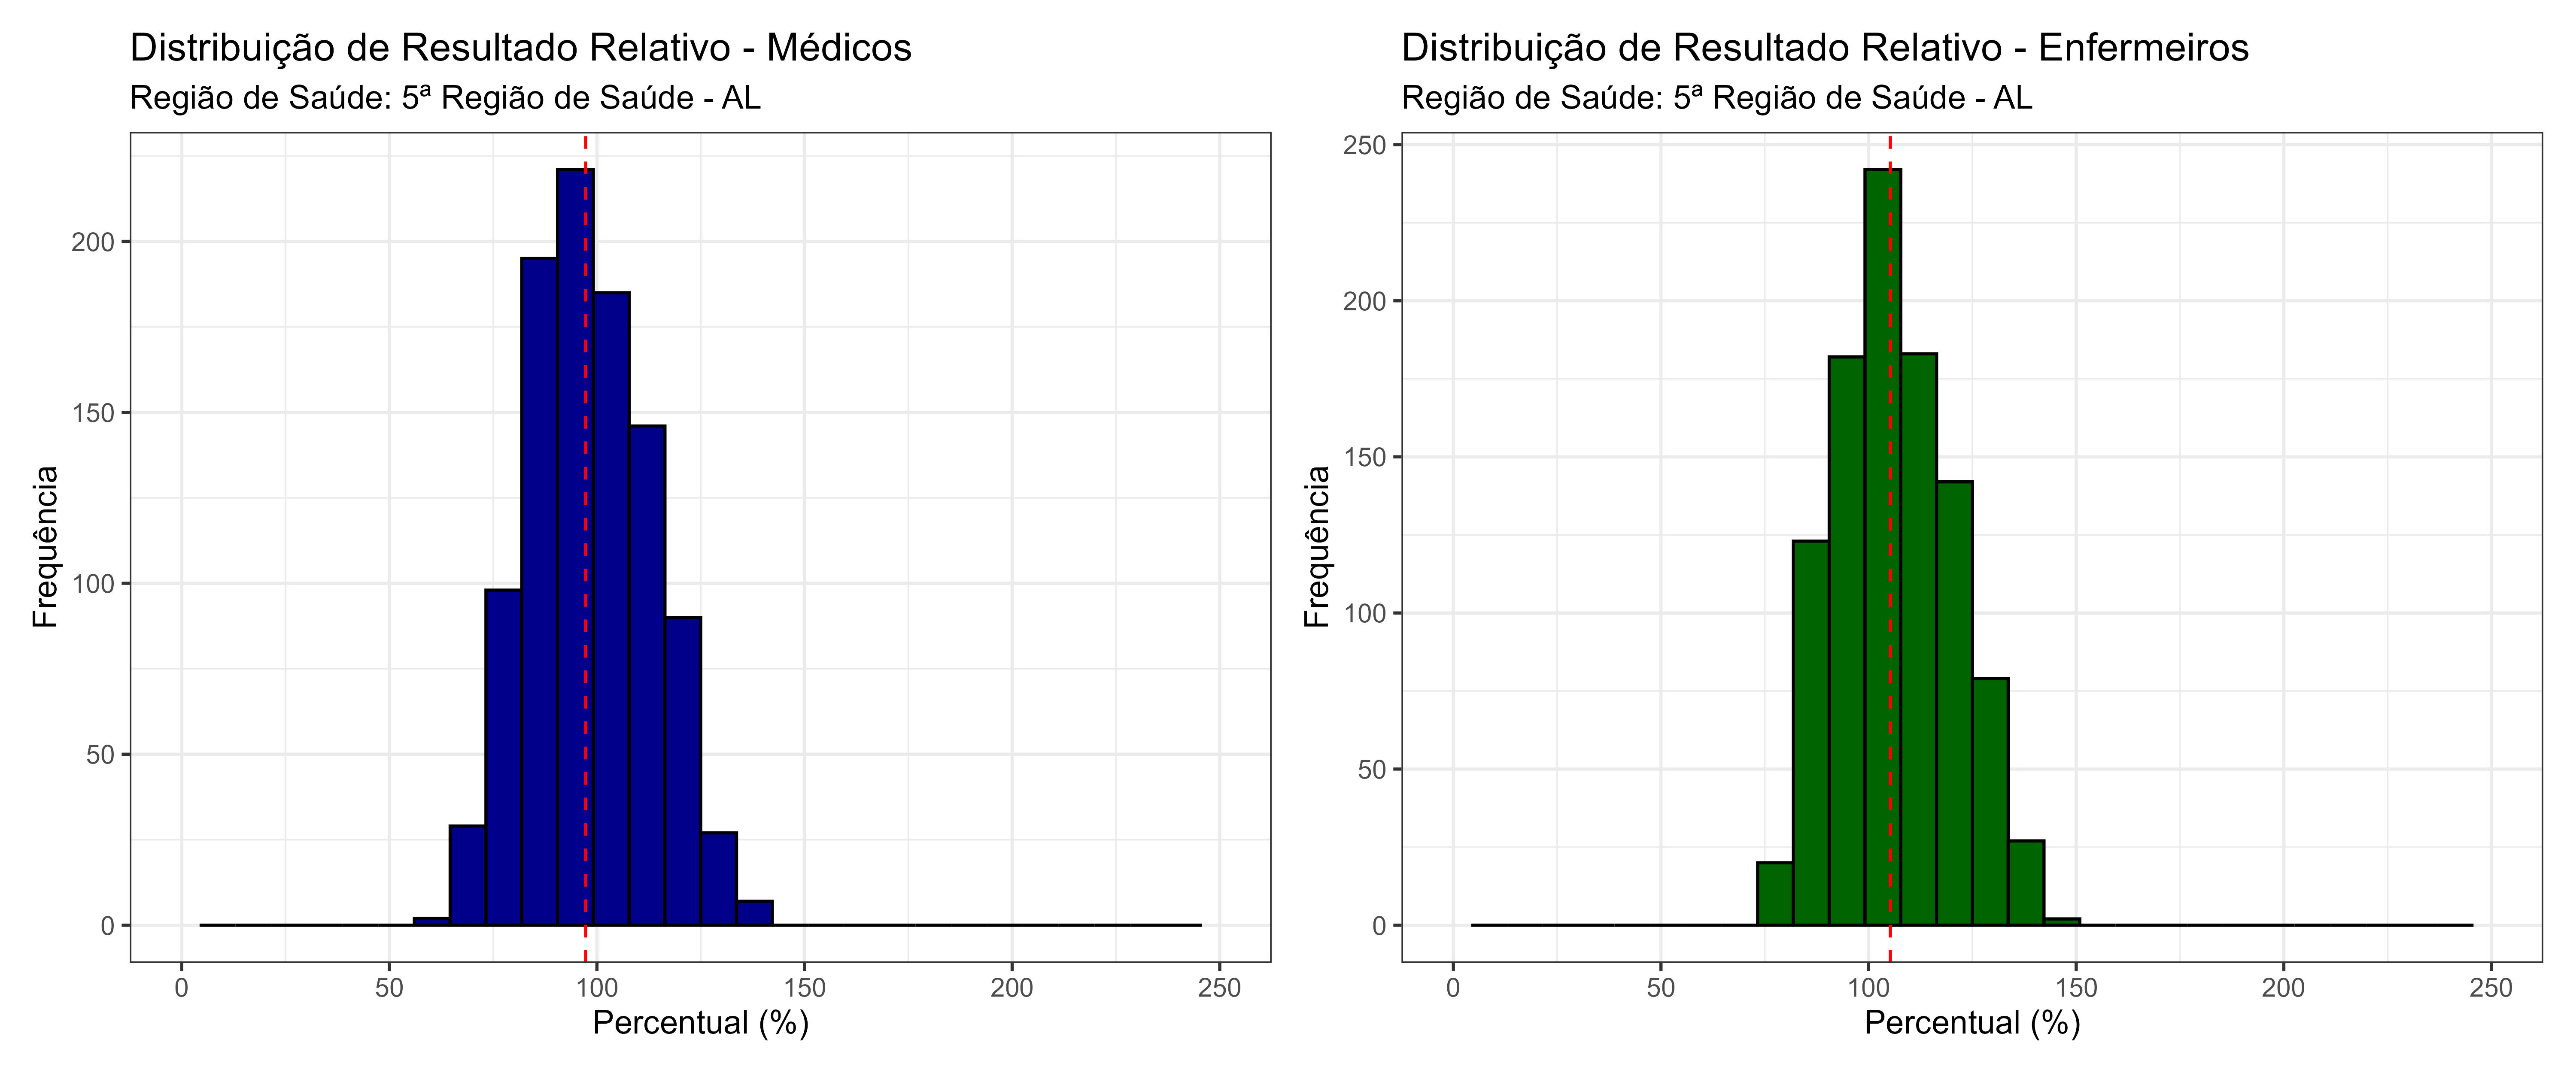 Distribuição de Resultado Relativo - Médicos
Região de Saúde: 5ª Região de Saúde - AL
Frequência
200
150
100
50
0
0 50 100 150 200 250
Percentual (%)
Distribuição de Resultado Relativo - Enfermeiros
Região de Saúde: 5ª Região de Saúde - AL
Frequência
250
200
150
100
50
0
0 50 100 150 200 250
Percentual (%)